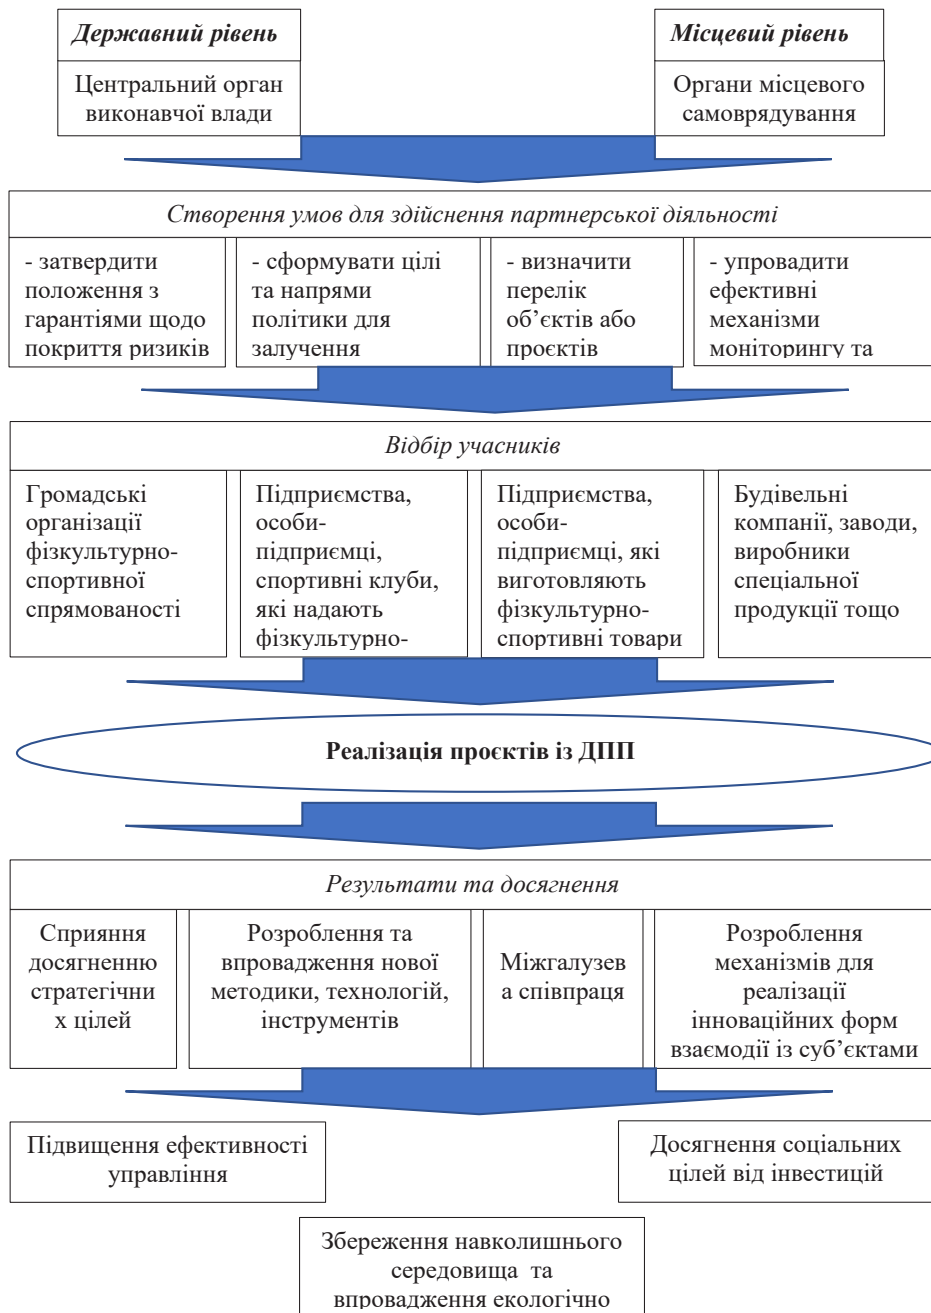 Державний рівень
Місцевий рівень
Центральний орган
виконавчої влади
Органи місцевого
самоврядування
Створення умов для здійснення партнерської діяльності
- затвердити
положення з
гарантіями щодо
покриття ризиків
- сформувати цілі
та напрями
політики для
залучення
- визначити
перелік
об’єктів або
проєктів
- упровадити
ефективні
механізми
моніторингу та
Відбір учасників
Громадські
організації
фізкультурно-
спортивної
спрямованості
Підприємства,
особи-
підприємці,
спортивні клуби,
які надають
фізкультурно-
Підприємства,
особи-
підприємці, які
виготовляють
фізкультурно-
спортивні товари
Будівельні
компанії, заводи,
виробники
спеціальної
продукції тощо
Реалізація проєктів із ДПП
Результати та досягнення
Сприяння
досягненню
стратегічни
х цілей
Розроблення та
впровадження нової
методики, технологій,
інструментів
Міжгалузев
а співпраця
Розроблення
механізмів для
реалізації
інноваційних форм
взаємодії із суб’єктами
Підвищення ефективності
управління
Досягнення соціальних
цілей від інвестицій
Збереження навколишнього
середовища та
впровадження екологічно